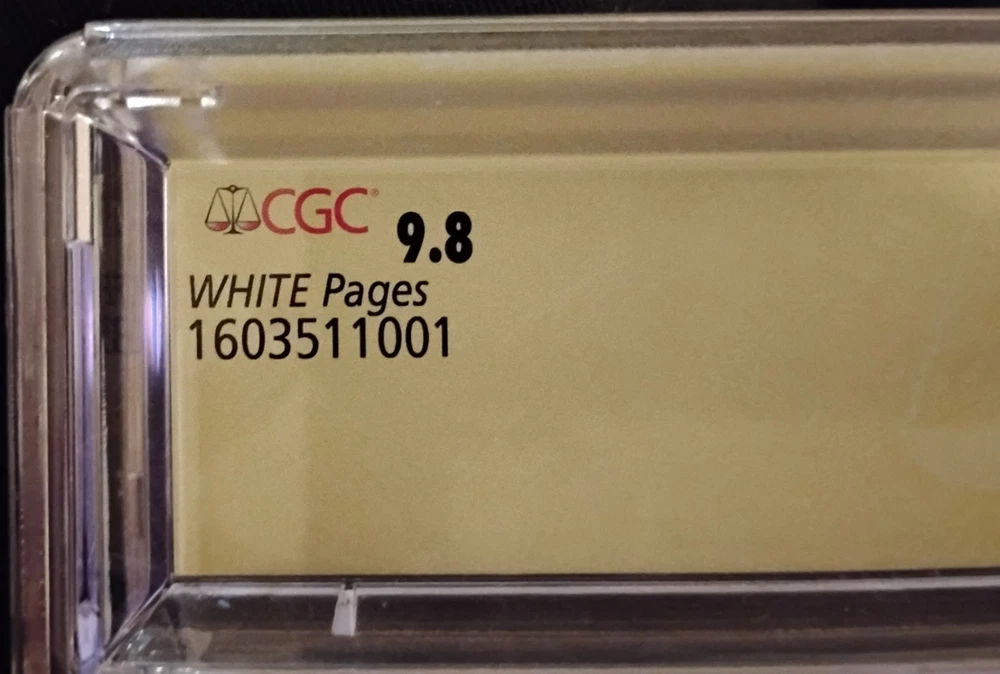 CGC® 9.8
WHITE Pages
1603511001